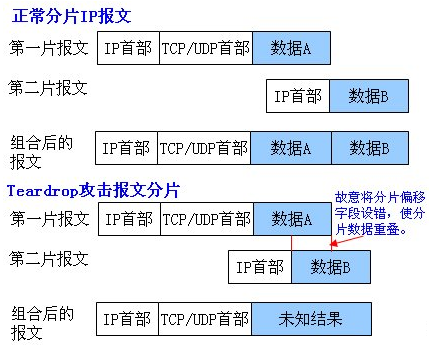 正常分片IP报文
第一片报文 IP首部 TCP/UDP首部 数据A
第二片报文 IP首部 数据B
组合后的 IP首部 TCP/UDP首部 数据A 数据B
报文
Teardrop攻击报文分片
第一片报文 IP首部 TCP/UDP首部 数据A
故意将分片偏移
字段设错，使分
片数据重叠。
第二片报文 IP首部 数据B
组合后的 IP首部 TCP/UDP首部 未知结果
报文